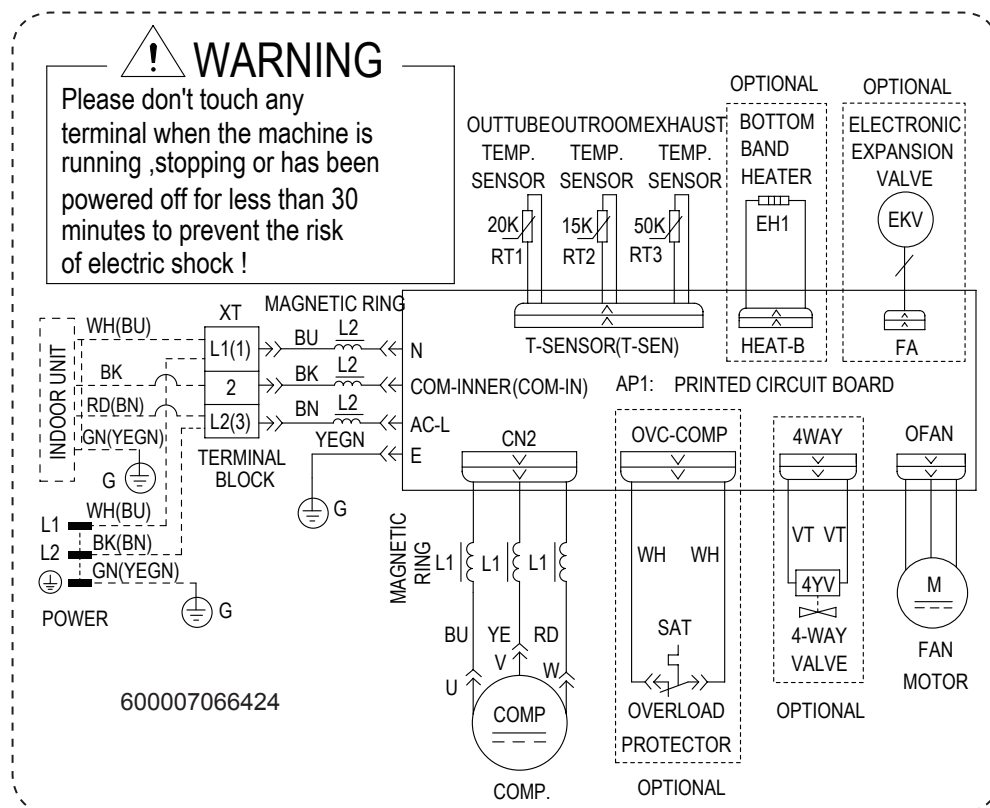 WARNING
Please don't touch any
terminal when the machine is
running ,stopping or has been
powered off for less than 30
minutes to prevent the risk
of electric shock !
OUTTUBE
TEMP.
SENSOR
20K
RT1
OUTROOM
TEMP.
SENSOR
15K
RT2
EXHAUST
TEMP.
SENSOR
50K
RT3
OPTIONAL
BOTTOM
BAND
HEATER
EH1
OPTIONAL
ELECTRONIC
EXPANSION
VALVE
EKV
T-SENSOR(T-SEN)
HEAT-B
FA
INDOOR UNIT
WH(BU)
BK
RD(BN)
GN(YEGN)
G
XT
L1(1)
2
L2(3)
TERMINAL
BLOCK
MAGNETIC RING
BU
L2
N
BK
L2
COM-INNER(COM-IN)
BN
L2
AC-L
YEGN
E
G
AP1: PRINTED CIRCUIT BOARD
L1
WH(BU)
L2
BK(BN)
GN(YEGN)
G
POWER
CN2
MAGNETIC
RING
L1
L1
L1
BU
YE
RD
U
V
W
COMP
COMP.
OVC-COMP
WH
WH
SAT
OVERLOAD
PROTECTOR
OPTIONAL
4WAY
VT
VT
4YV
4-WAY
VALVE
OPTIONAL
OFAN
M
FAN
MOTOR
600007066424